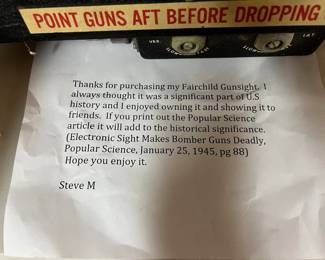 POINT GUNS AFT BEFORE DROPPING
Thanks for purchasing my Fairchild Gunsight. I
always thought it was a significant part of U.S
history and I enjoyed owning it and showing it to
friends. If you print out the Popular Science
article it will add to the historical significance.
(Electronic Sight Makes Bomber Guns Deadly,
Popular Science, January 25, 1945, pg 88)
Hope you enjoy it.
Steve M